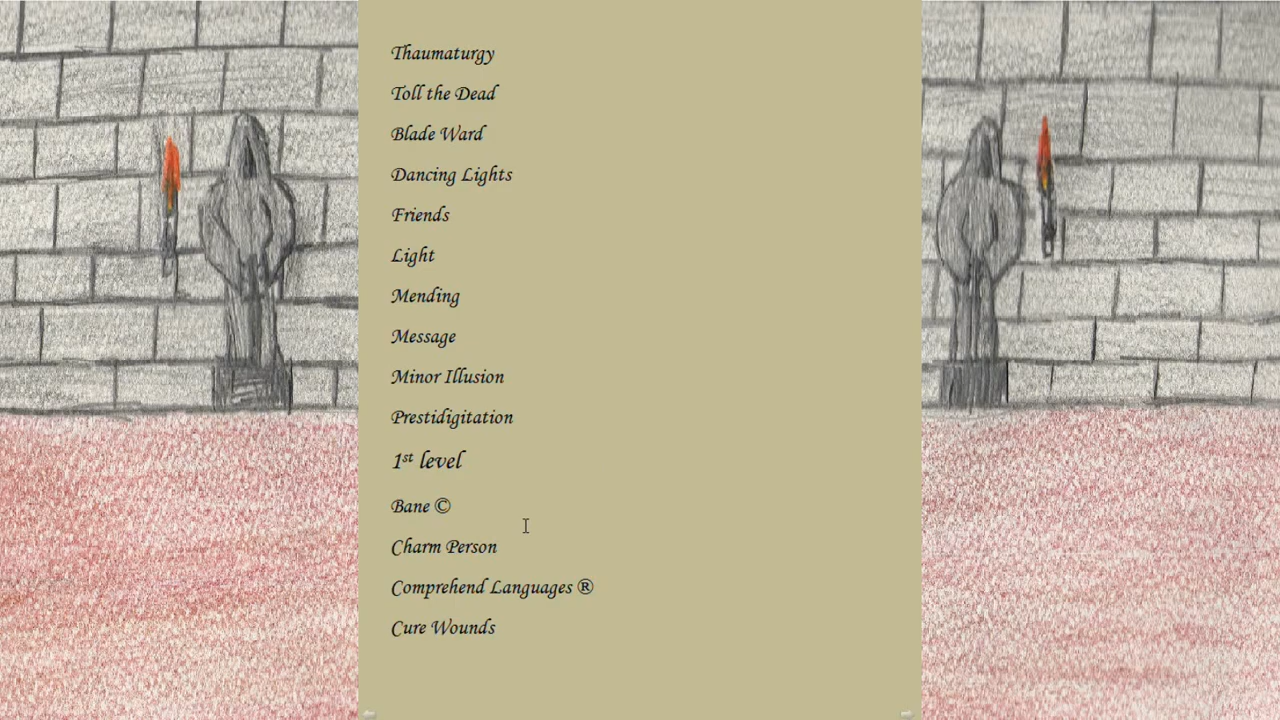 Thaumaturgy
Toll the Dead
Blade Ward
Dancing Lights
Friends
Light
Mending
Message
Minor Illusion
Prestidigitation
1st level
Bane ©
Charm Person
Comprehend Languages ®
Cure Wounds